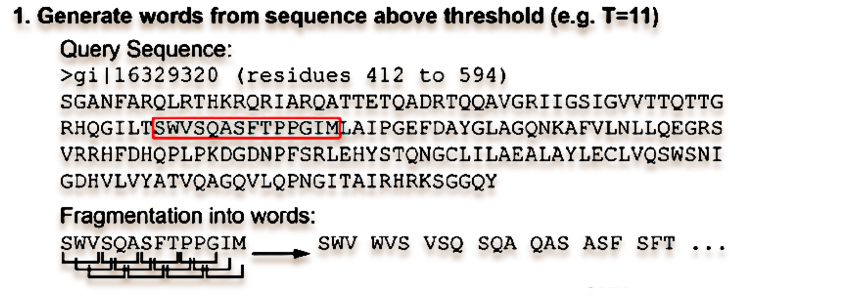 1. Generate words from sequence above threshold (e.g. T=11)
Query Sequence:
>gi|16329320 (residues 412 to 594)
SGANFARQLRTHKRQRIARQATTETQADRTQQAVGRIIGSIGVVTTQTTG
RHQGILTSWVSQASFTPPGIMLAIPGEFDAYGLAGQNKAFVLNLLQEGRS
VRRHFDHQPLPKDGDNPFSRLEHYSTQNGCLILAEALAYLECLVQSWSNI
GDHVLVYATVQAGQVLQPNGITAIRHRKSGGQY
Fragmentation into words:
SWVSQASFTPPGIM SWV WVS VSQ SQA QAS ASF SFT ...